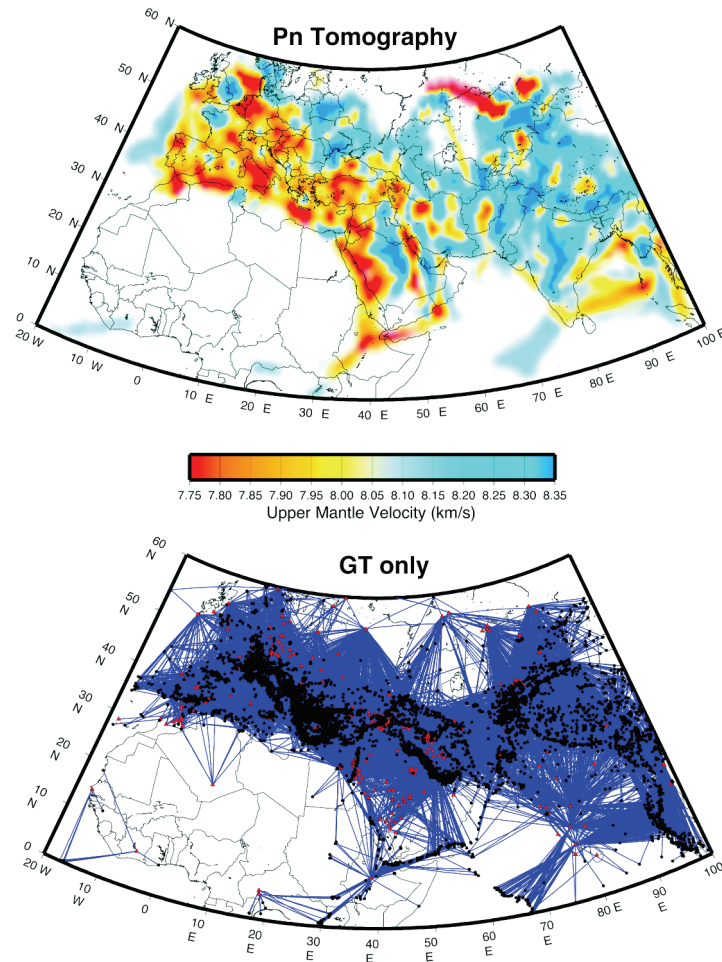 Pn Tomography
60 N
50 N
40 N
30 N
20 N
10 N
0
20 W
10 W
0
10 E
20 E
30 E
40 E
50 E
60 E
70 E
80 E
90 E
100 E
7.75 7.80 7.85 7.90 7.95 8.00 8.05 8.10 8.15 8.20 8.25 8.30 8.35
Upper Mantle Velocity (km/s)
GT only
60
N
50
N
40
N
30
N
20
N
10
N
0
N
20
W
10
W
0
10
E
20
E
30
E
40
E
50
E
60
E
70
E
80
E
90
E
100
E